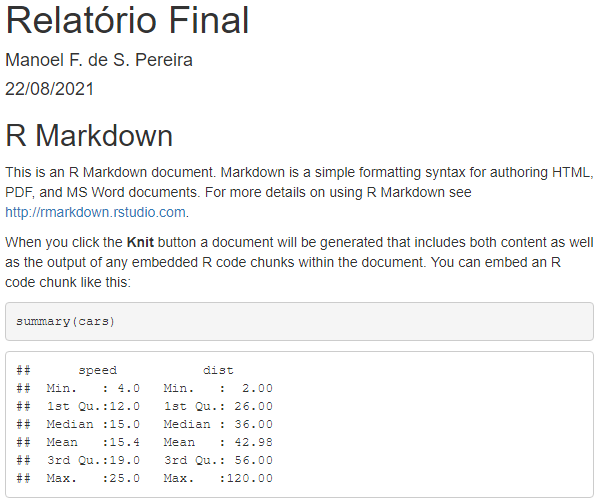 Relatório Final
Manoel F. de S. Pereira
22/08/2021
R Markdown
This is an R Markdown document. Markdown is a simple formatting syntax for authoring HTML,
PDF, and MS Word documents. For more details on using R Markdown see
http://rmarkdown.rstudio.com.
When you click the Knit button a document will be generated that includes both content as well
as the output of any embedded R code chunks within the document. You can embed an R
code chunk like this:
summary(cars)
##      speed           dist
##  Min.   : 4.0   Min.   :  2.00
##  1st Qu.:12.0   1st Qu.: 26.00
##  Median :15.0   Median : 36.00
##  Mean   :15.4   Mean   : 42.98
##  3rd Qu.:19.0   3rd Qu.: 56.00
##  Max.   :25.0   Max.   :120.00